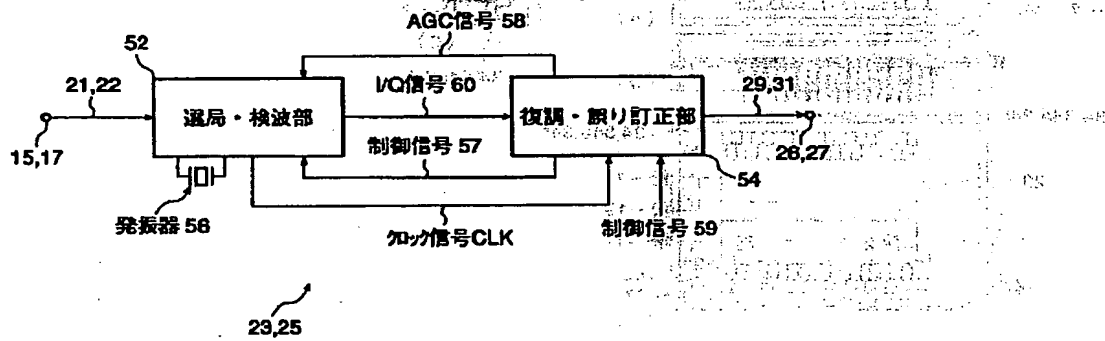 AGC信号 58
52
21,22
I/Q信号 60
29,31
選局・検波部
復調・誤り訂正部
15,17
制御信号 57
26,27
54
発振器 56
制御信号 59
クロック信号CLK
23,25